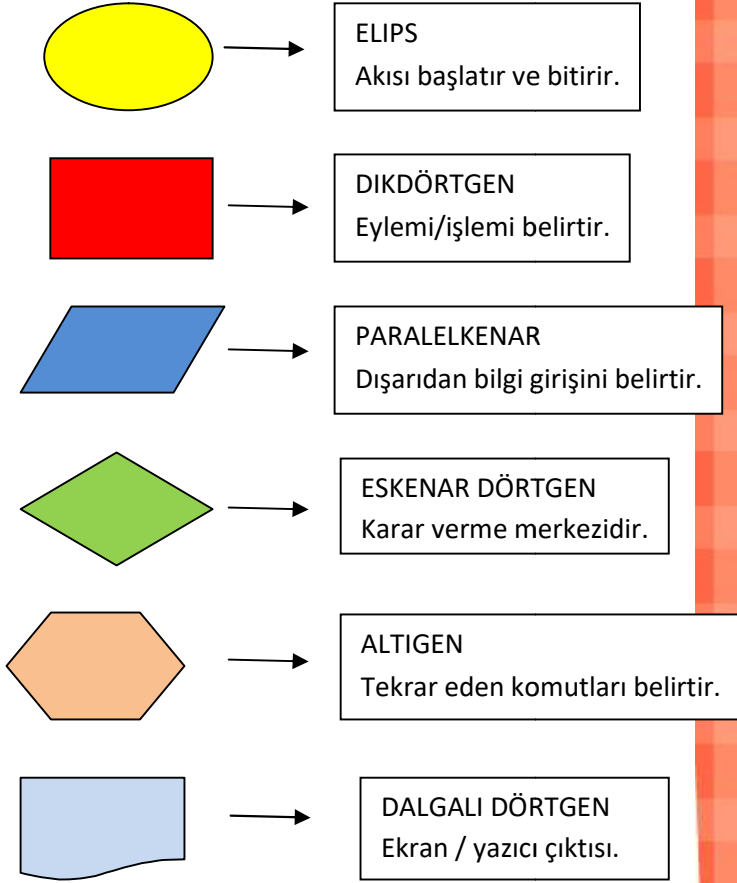 ELIPS
Akısı başlatır ve bitirir.
DIKDÖRTGEN
Eylemi/işlemi belirtir.
PARALELKENAR
Dışarıdan bilgi girişini belirtir.
ESKENAR DÖRTGEN
Karar verme merkezidir.
ALTIGEN
Tekrar eden komutları belirtir.
DALGALI DÖRTGEN
Ekran / yazıcı çıktısı.